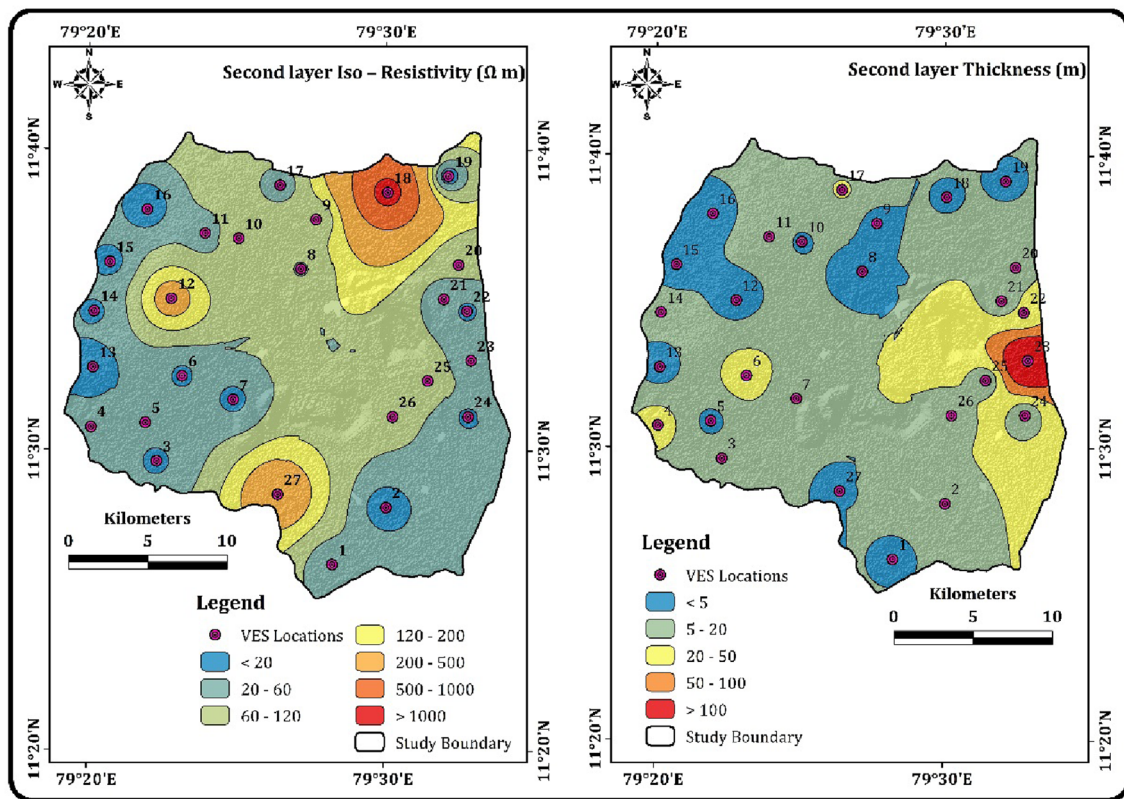 79°20'E 79°30'E
Second layer Iso – Resistivity (Ω m)
N
W E
S
11°40'N 11°40'N
17
18
19
16
11
10
9
15
8
20
12
21
22
14
23
13
6
25
7
24
4
5
26
3
27
2
1
11°30'N 11°30'N
Kilometers
0 5 10
Legend
VES Locations
< 20
20 - 60
60 - 120
120 - 200
200 - 500
500 - 1000
> 1000
Study Boundary
11°20'N 11°20'N
79°20'E 79°30'E
79°20'E 79°30'E
Second layer Thickness (m)
N
W E
S
11°40'N 11°40'N
17
18
19
16
11
10
9
15
8
20
12
21
22
14
23
13
6
25
7
24
4
5
26
3
27
2
1
11°30'N 11°30'N
Legend
VES Locations
< 5
5 - 20
20 - 50
50 - 100
> 100
Study Boundary
Kilometers
0 5 10
11°20'N 11°20'N
79°20'E 79°30'E